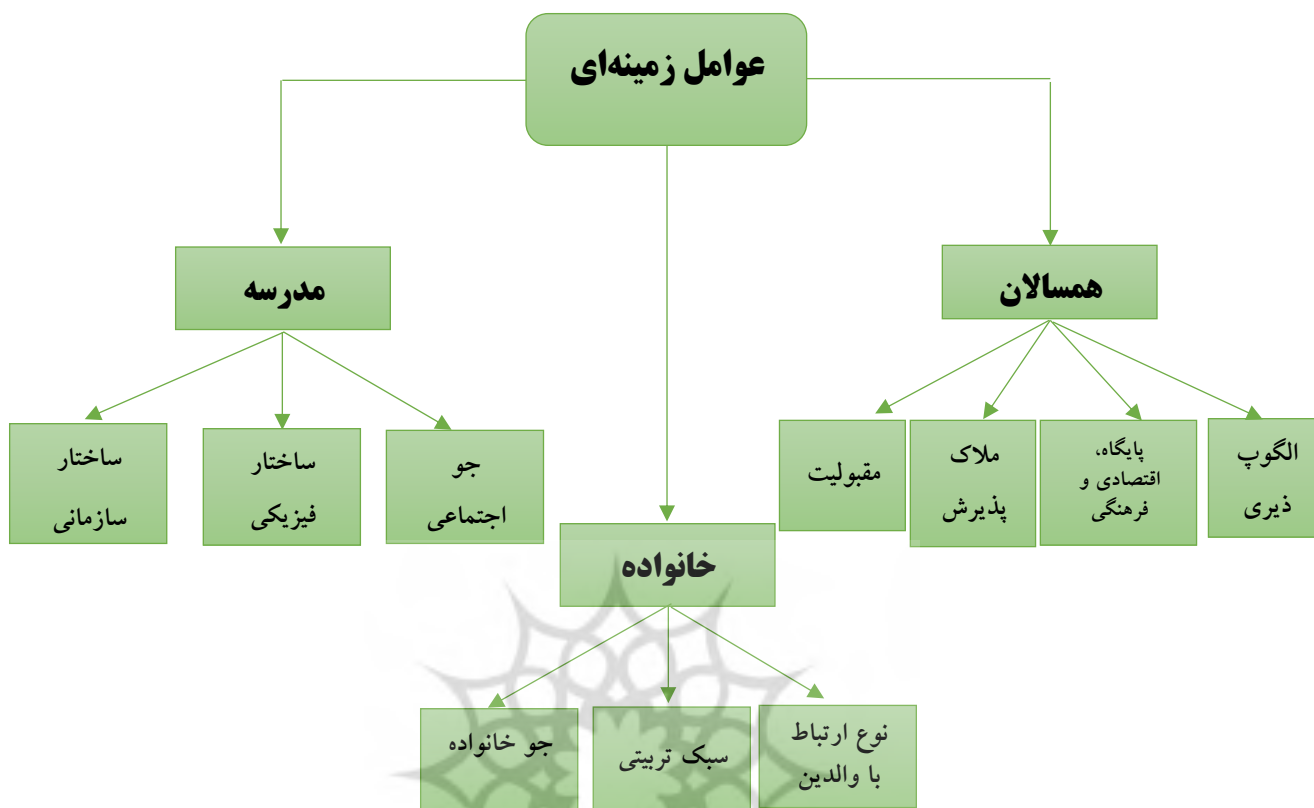 عوامل زمینه‌ای
همسالان
مدرسه
الگوپ
ذیری
پایگاه،
اقتصادی و
فرهنگی
ملاک
پذیرش
مقبولیت
جو
اجتماعی
ساختار
فیزیکی
ساختار
سازمانی
خانواده
نوع ارتباط
با والدین
سبک تربیتی
جو خانواده